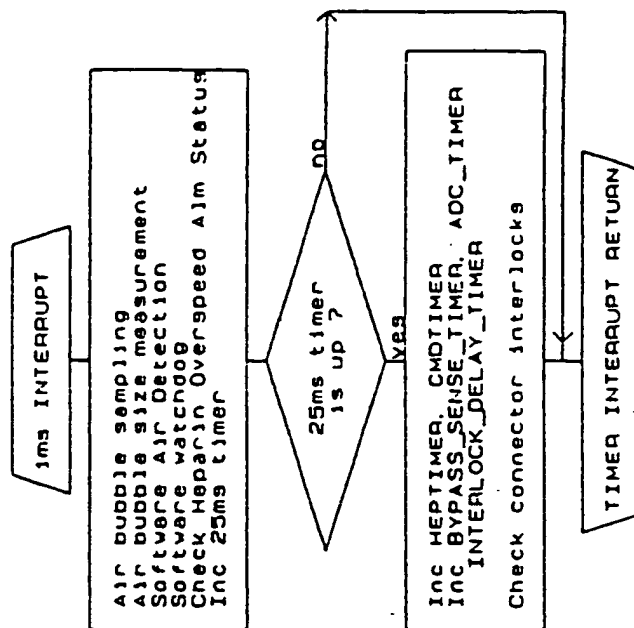 1ms INTERRUPT
Air bubble sampling
Air bubble size measurement
Software Air Detection
Software watchdog
Check Heparin Overspeed Alm Status
Inc 25ms timer
25ms timer
is up ?
no
yes
Inc HEPTIMER, CMDTIMER
Inc BYPASS_SENSE_TIMER, ADC_TIMER
INTERLOCK_DELAY_TIMER
Check connector interlocks
TIMER INTERRUPT RETURN